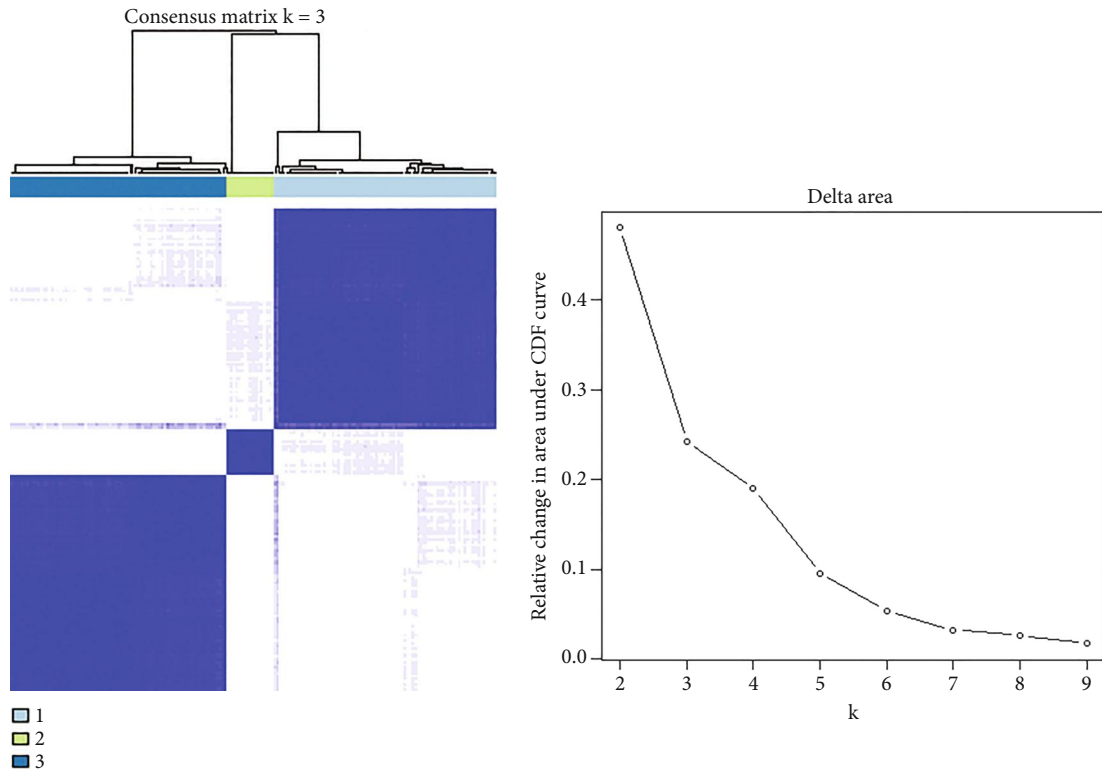 Consensus matrix k = 3
1
2
3
Delta area
Relative change in area under CDF curve
0.4
0.3
0.2
0.1
0.0
2 3 4 5 6 7 8 9
k